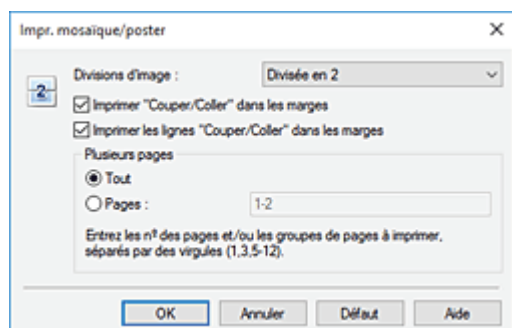 Impr. mosaïque/poster
Divisions d'image : Divisée en 2
2
Imprimer "Couper/Coller" dans les marges
Imprimer les lignes "Couper/Coller" dans les marges
Plusieurs pages
Tout
Pages : 1-2
Entrez les nº des pages et/ou les groupes de pages à imprimer,
séparés par des virgules (1,3,5-12).
OK Annuler Défaut Aide